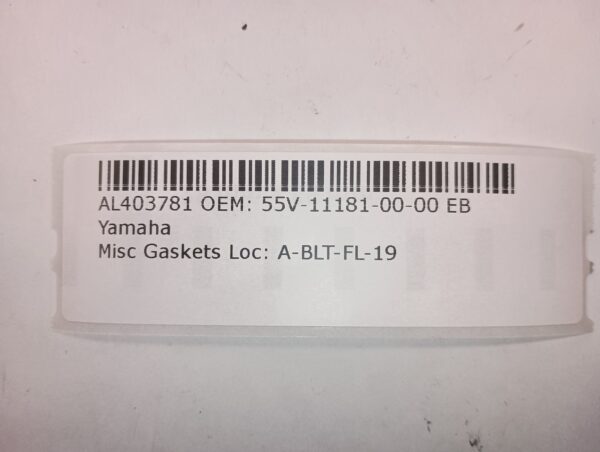 AL403781 OEM: 55V-11181-00-00 EB
Yamaha
Misc Gaskets Loc: A-BLT-FL-19